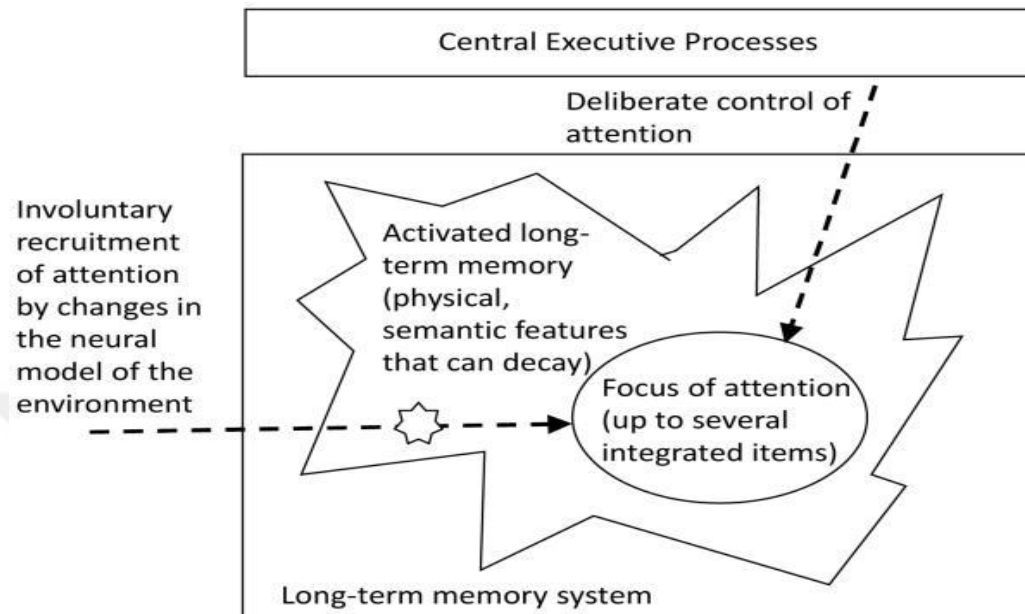 Central Executive Processes
Deliberate control of
attention
Involuntary
recruitment
of attention
by changes in
the neural
model of the
environment
Activated long-
term memory
(physical,
semantic features
that can decay)
Focus of attention
(up to several
integrated items)
Long-term memory system